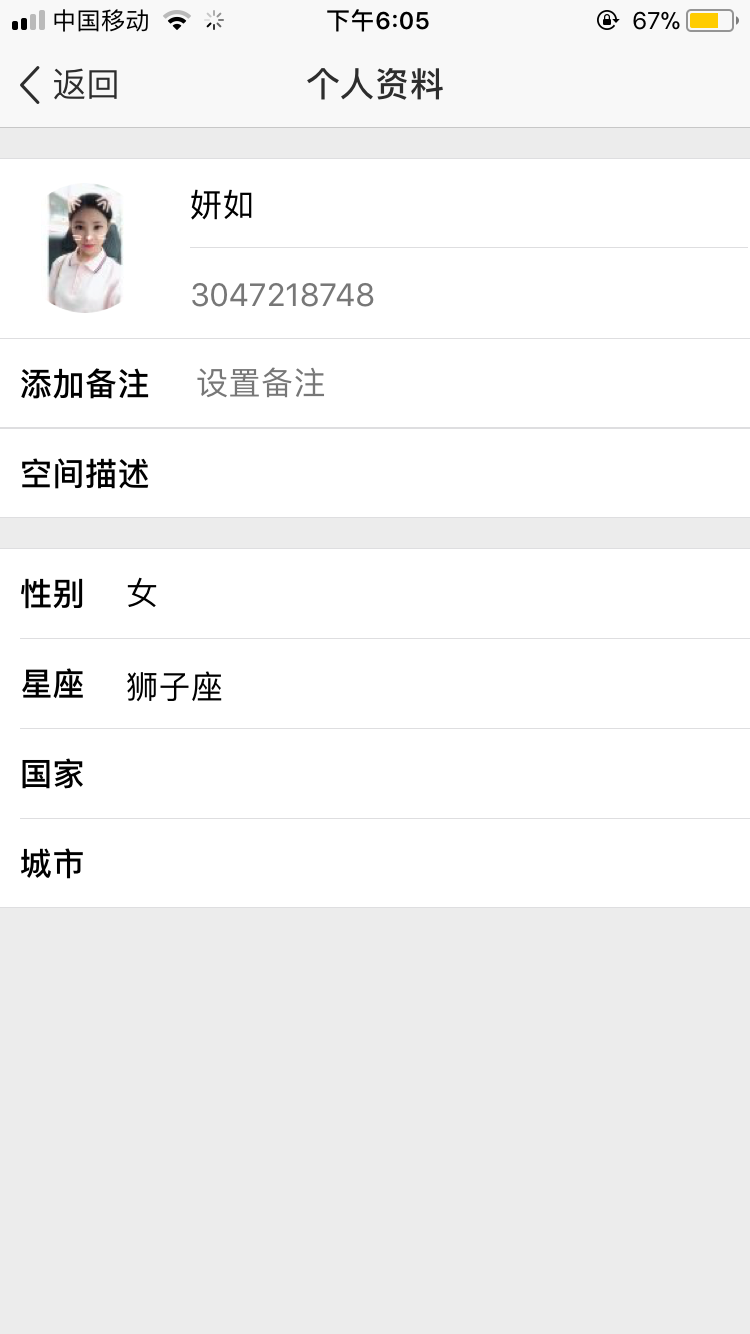 中国移动 下午6:05 67%
返回 个人资料
妍如
3047218748
添加备注 设置备注
空间描述
性别 女
星座 狮子座
国家
城市